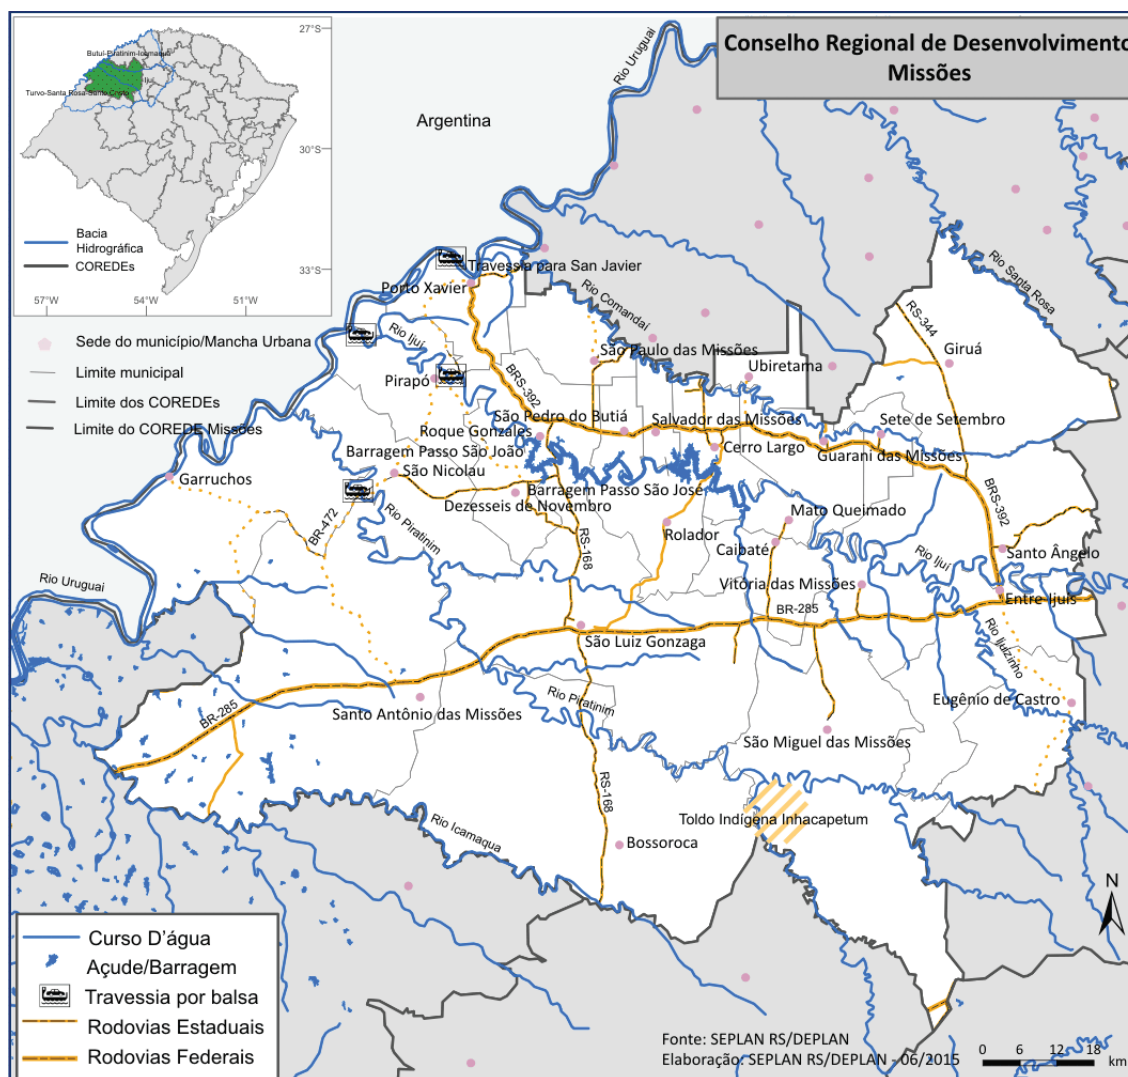 Conselho Regional de Desenvolvimento
Missões
27°S
30°S
33°S
57°W
54°W
51°W
Butuí-Piratinim-Icamaquã
Ijuí
Turvo-Santa Rosa-Santo Cristo
Bacia
Hidrográfica
COREDEs
Sede do município/Mancha Urbana
Limite municipal
Limite dos COREDEs
Limite do COREDE Missões
Argentina
Rio Uruguai
Travessia para San Javier
Porto Xavier
Rio Comandaí
Rio Santa Rosa
RS-344
Rio Ijuí
São Paulo das Missões
Giruá
Pirapó
BRS-392
Ubiretama
São Pedro do Butiá
Salvador das Missões
Sete de Setembro
Roque Gonzales
Cerro Largo
Guarani das Missões
Barragem Passo São João
São Nicolau
Garruchos
Barragem Passo São José
Dezesseis de Novembro
BRS-392
BR-472
Rio Piratinim
Mato Queimado
RS-168
Rolador
Caibaté
Rio Ijuí
Santo Ângelo
Rio Uruguai
Vitória das Missões
Entre Ijuis
BR-285
São Luiz Gonzaga
Rio Ijuizinho
Rio Piratinim
Eugênio de Castro
BR-285
Santo Antônio das Missões
São Miguel das Missões
RS-168
Toldo Indígena Inhacapetum
Rio Icamaqua
Bossoroca
N
Curso D'água
Açude/Barragem
Travessia por balsa
Rodovias Estaduais
Rodovias Federais
Fonte: SEPLAN RS/DEPLAN
Elaboração: SEPLAN RS/DEPLAN - 06/2015
0 6 12 18
km